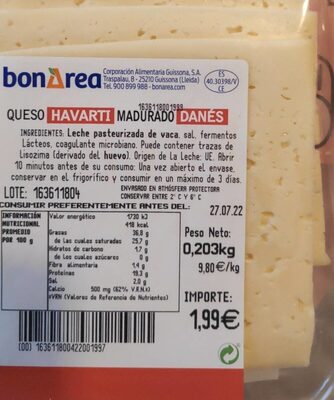 bonÀrea
Corporación Alimentaria Guissona, S.A.
Traspalau, 8 - 25210 Guissona (Lleida)
Tel. 900 899 988 - bonarea.com
ES
40.30398/V
CE
1636118001998
QUESO HAVARTI MADURADO DANÉS
INGREDIENTES: Leche pasteurizada de vaca, sal, fermentos
Lácteos, coagulante microbiano. Puede contener trazas de
Lisozima (derivado del huevo). Origen de la Leche: UE. Abrir
10 minutos antes de su consumo; Una vez abierto el envase,
conservar en el frigorífico y consumir en un máximo de 3 días.
LOTE: 163611804 ENVASADO EN ATMÓSFERA PROTECTORA
CONSERVAR ENTRE 2°C Y 6°C
CONSUMIR PREFERENTEMENTE ANTES DEL: 27.07.22
INFORMACIÓN NUTRICIONAL PROMEDIO POR 100 g
Valor energético 1730 kJ
418 kcal
Grasas 36,8 g
de las cuales saturadas 25,7 g
Hidratos de carbono 1,7 g
de los cuales azúcares 0 g
Fibra alimentaria 1,4 g
Proteínas 19,3 g
Sal 2,0 g
Calcio 500 mg (62% V.R.N*)
*VRN (Valores de Referencia de Nutrientes)
Peso Neto:
0,203kg
9,80€/kg
IMPORTE:
1,99€
(00) 163611800422001997